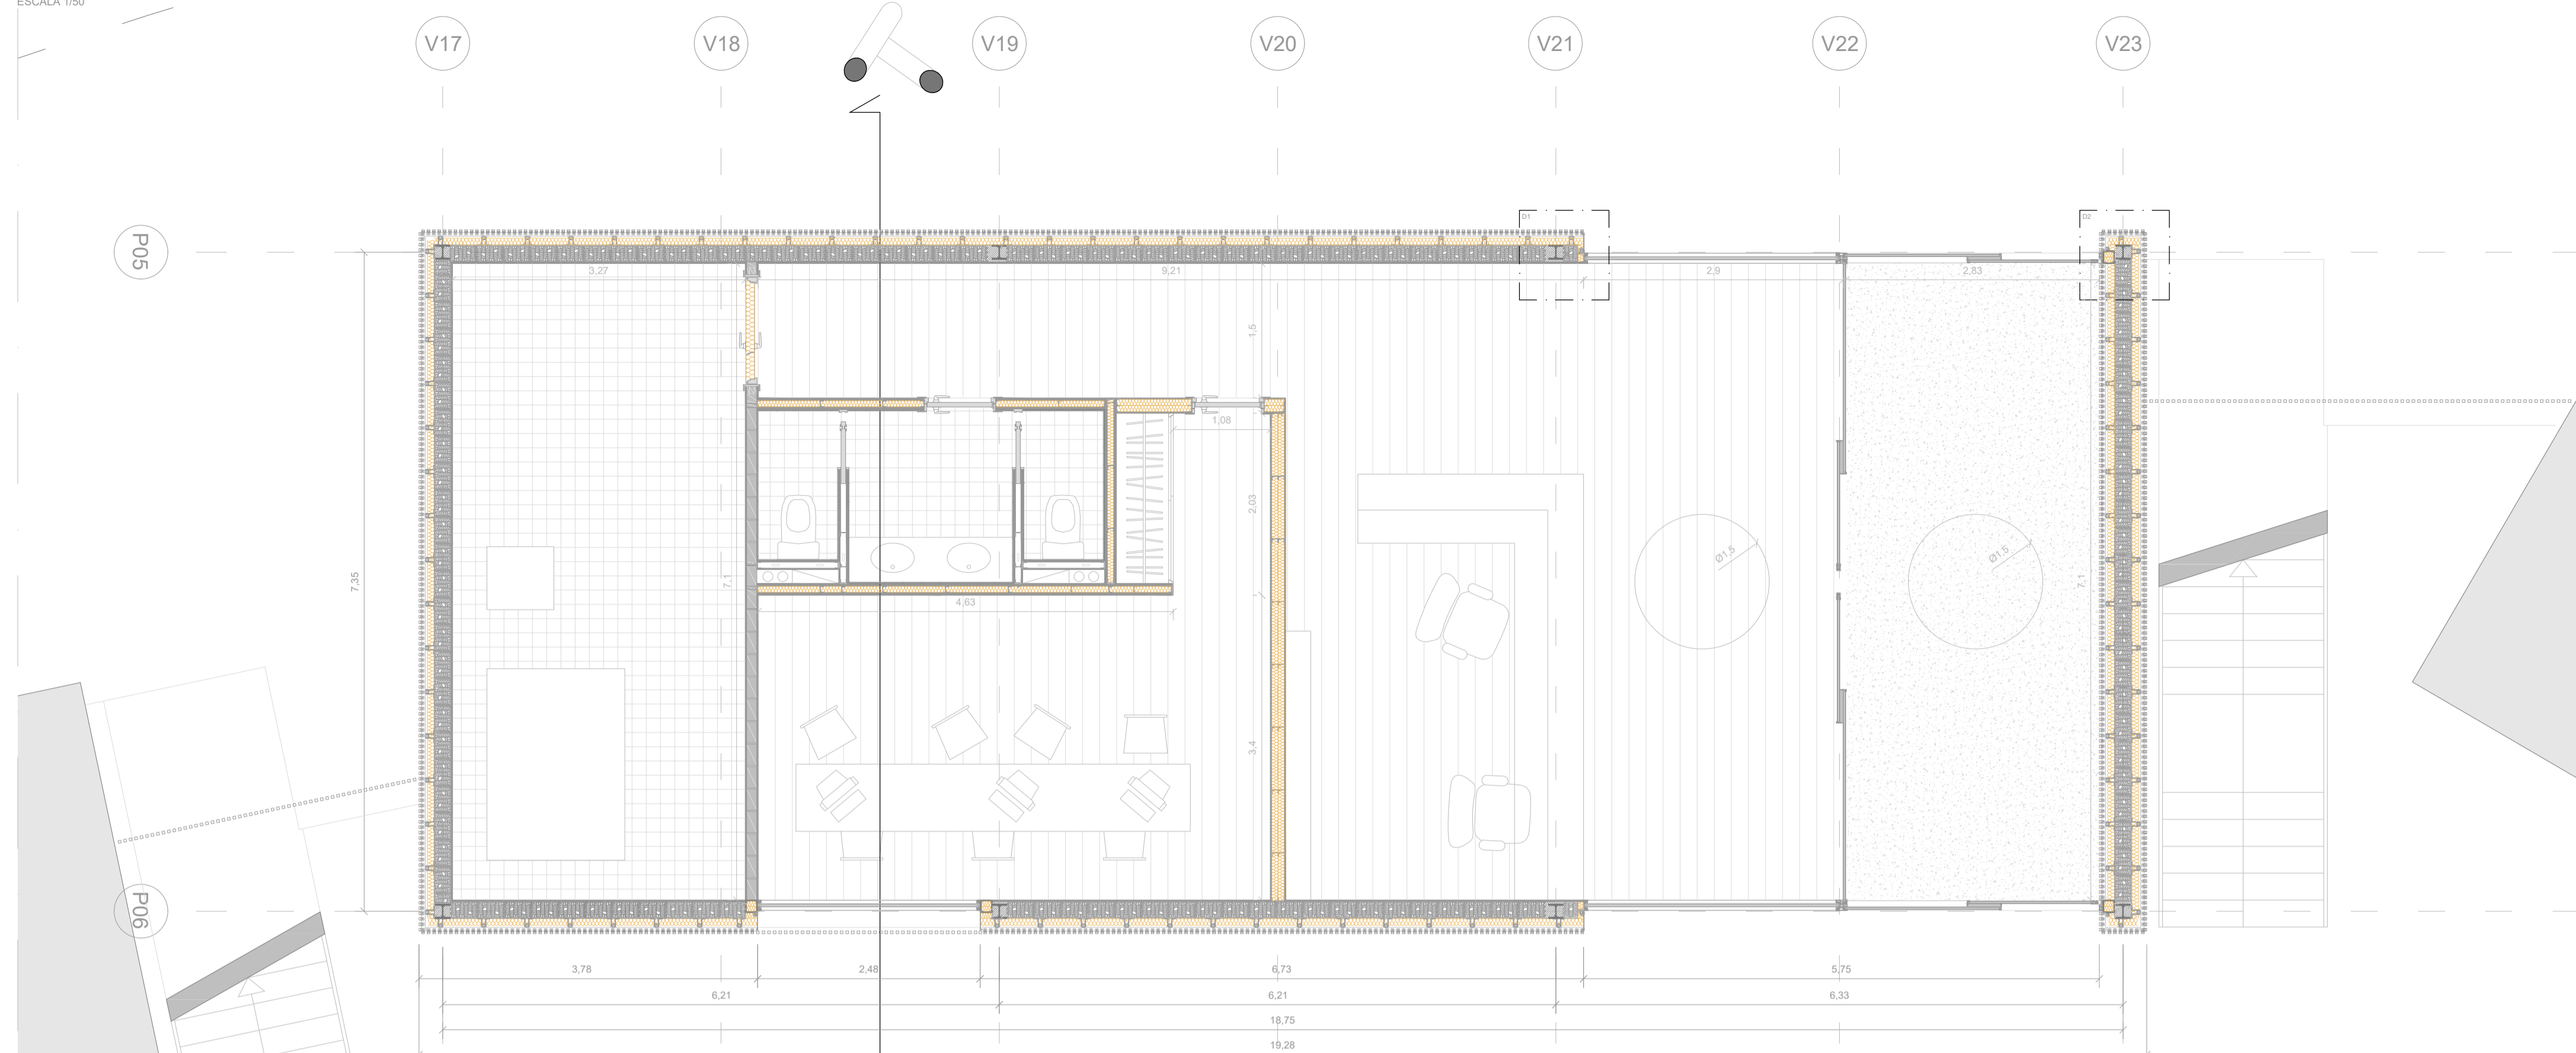 ESCALA 1/50
V17
V18
V19
V20
V21
V22
V23
P05
D1
D2
3,27
9,21
2,9
2,83
1,5
1,08
2,03
Ø1,5
Ø1,5
7,35
7,1
7,1
4,63
3,4
P06
3,78
2,48
6,73
5,75
6,21
6,21
6,33
18,75
19,28